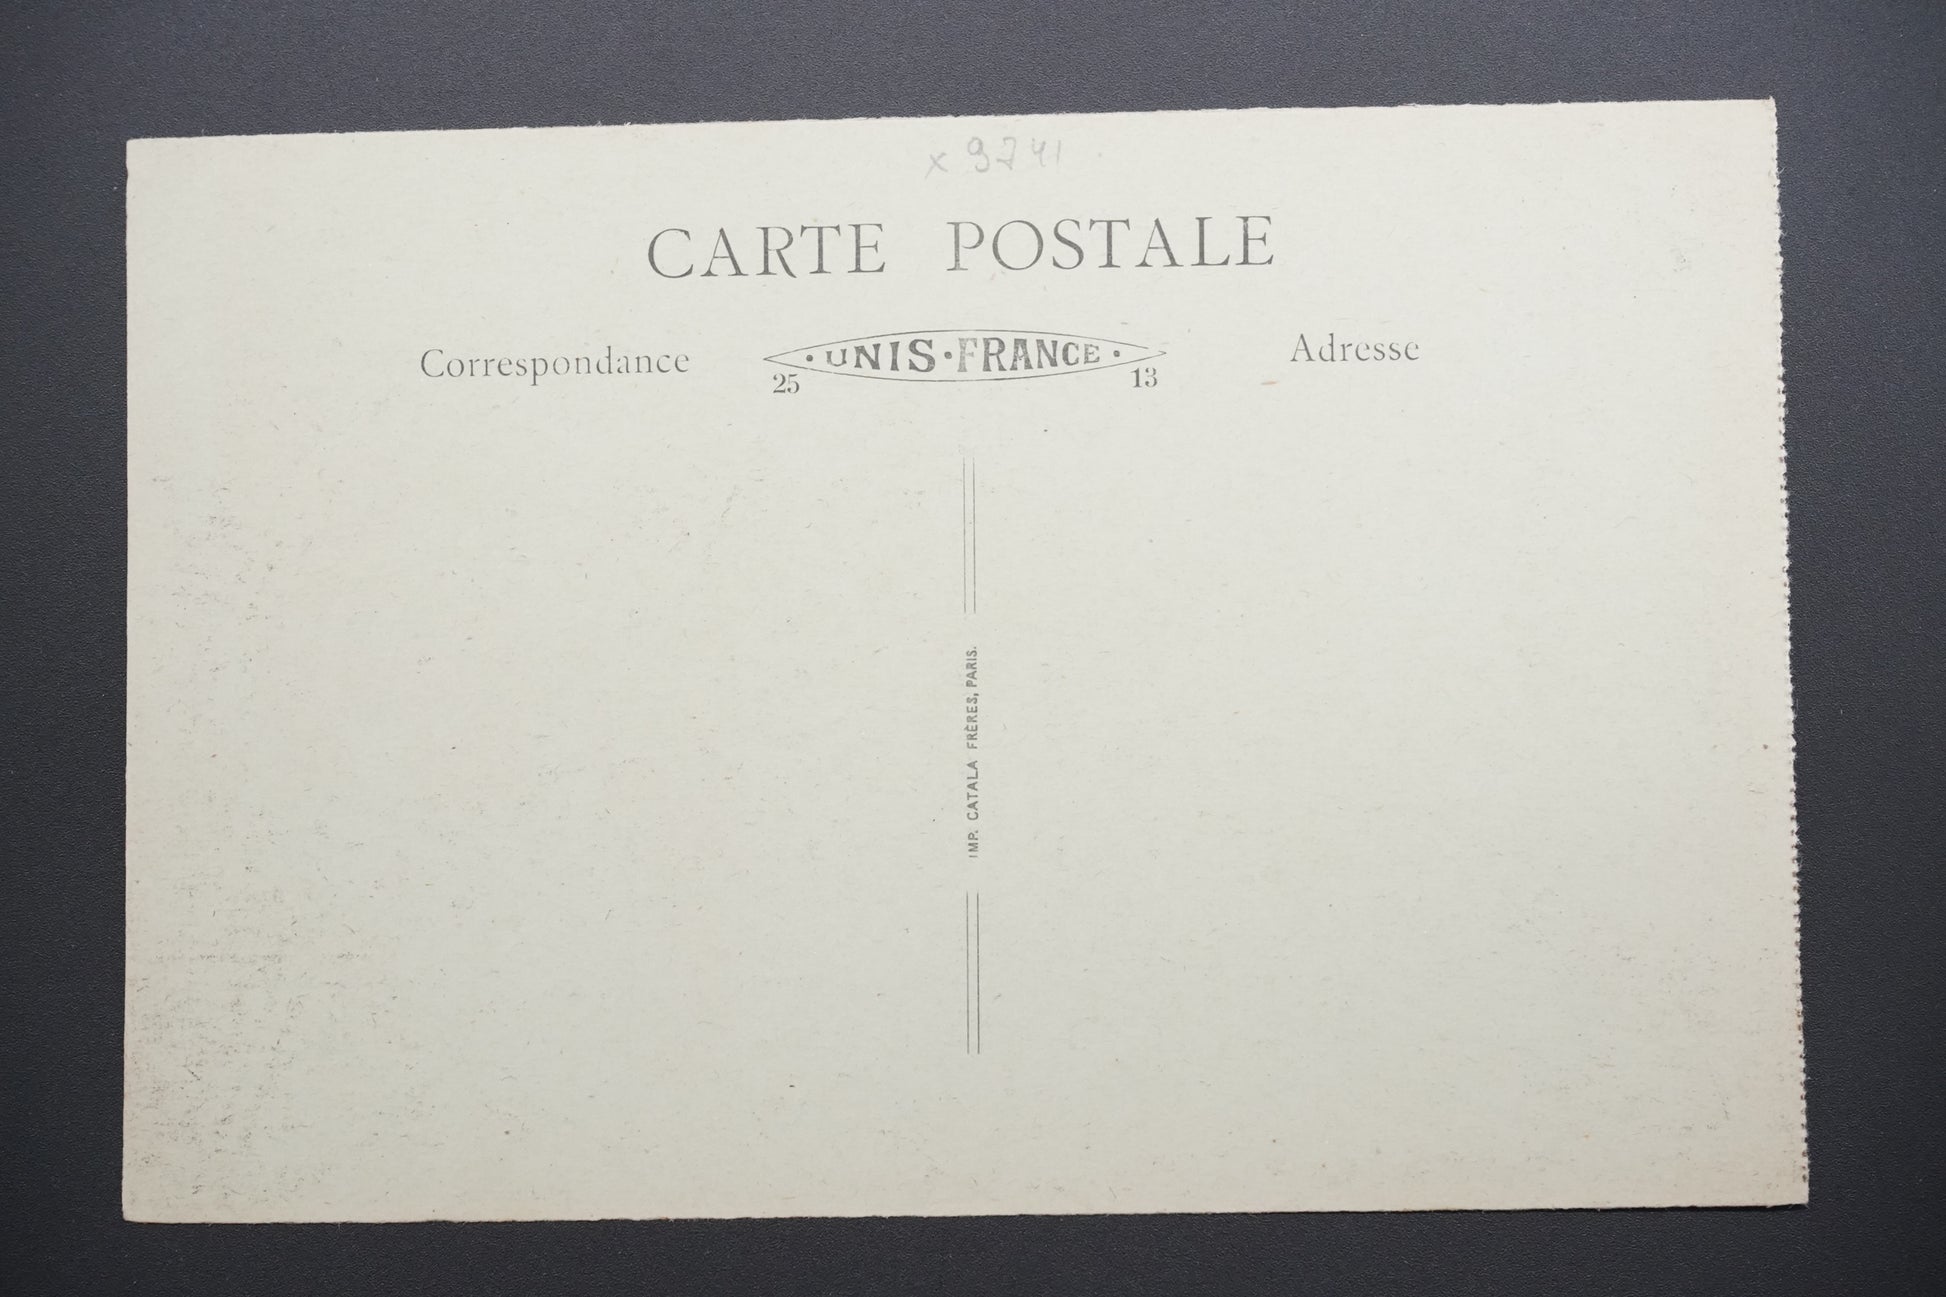 x 9741
CARTE POSTALE
Correspondance
· UNIS · FRANCE ·
25 13
Adresse
IMP. CATALA FRÈRES, PARIS.